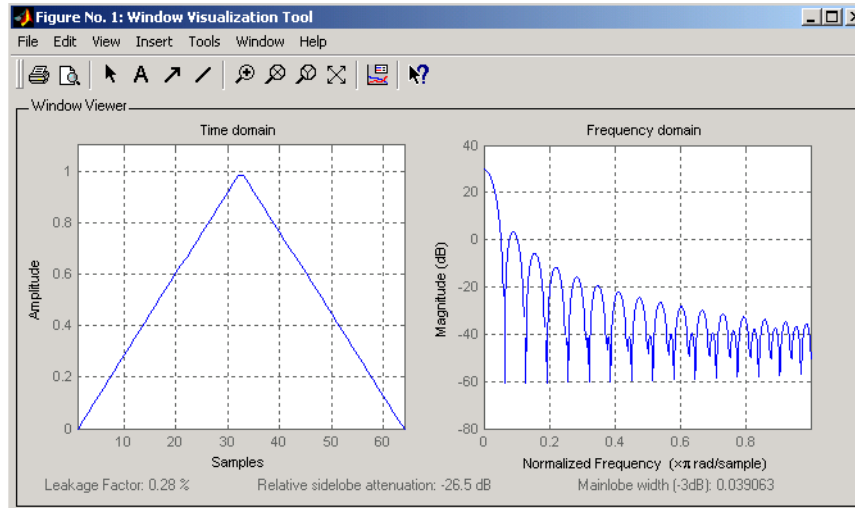 Figure No. 1: Window Visualization Tool
File Edit View Insert Tools Window Help
A
Window Viewer
Time domain
Frequency domain
1
0.8
0.6
0.4
0.2
0
Amplitude
10 20 30 40 50 60
Samples
40
20
0
-20
-40
-60
-80
Magnitude (dB)
0 0.2 0.4 0.6 0.8
Normalized Frequency (×π rad/sample)
Leakage Factor: 0.28 % Relative sidelobe attenuation: -26.5 dB Mainlobe width (-3dB): 0.039063